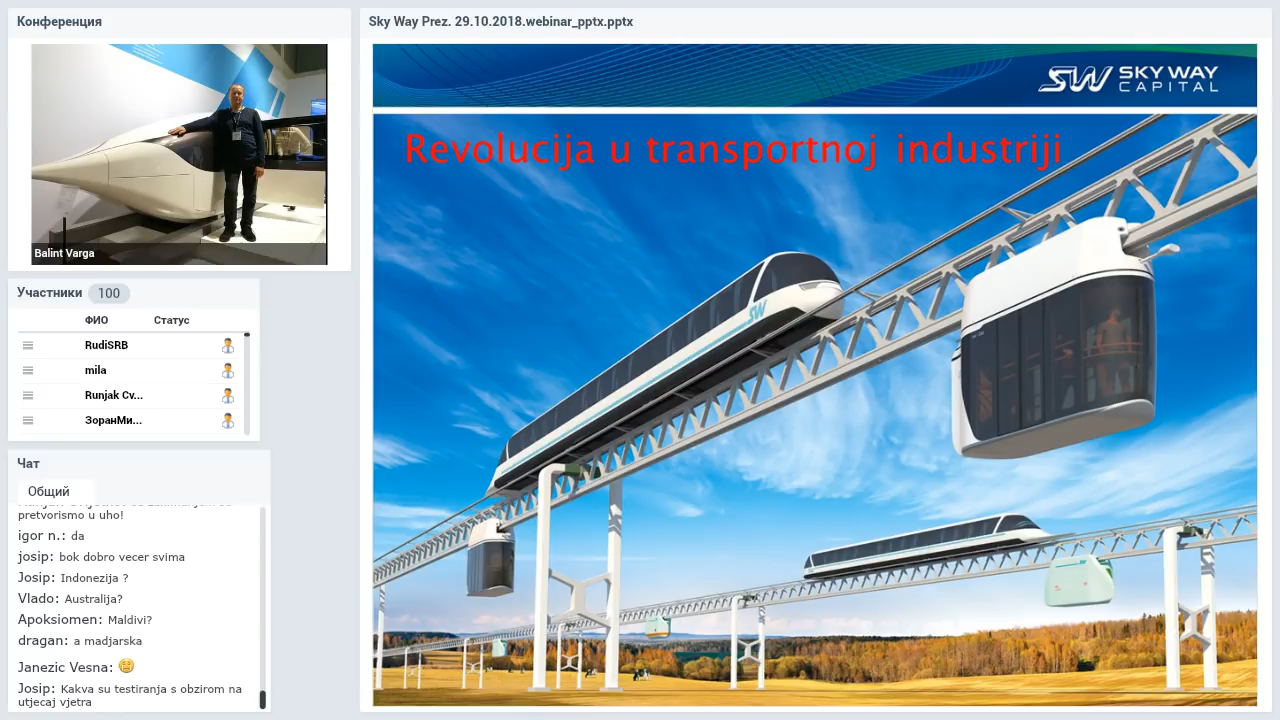 Конференция
Balint Varga
Участники 100
ФИО Статус
RudiSRB
mila
Runjak Cv...
ЗоранМи...
Чат
Общий
pretvorismo u uho!
igor n.: da
josip: bok dobro vecer svima
Josip: Indonezija ?
Vlado: Australija?
Apoksiomen: Maldivi?
dragan: a madjarska
Janezic Vesna:
Josip: Kakva su testiranja s obzirom na
utjecaj vjetra
Sky Way Prez. 29.10.2018.webinar_pptx.pptx
SW SKY WAY
CAPITAL
Revolucija u transportnoj industriji
SW